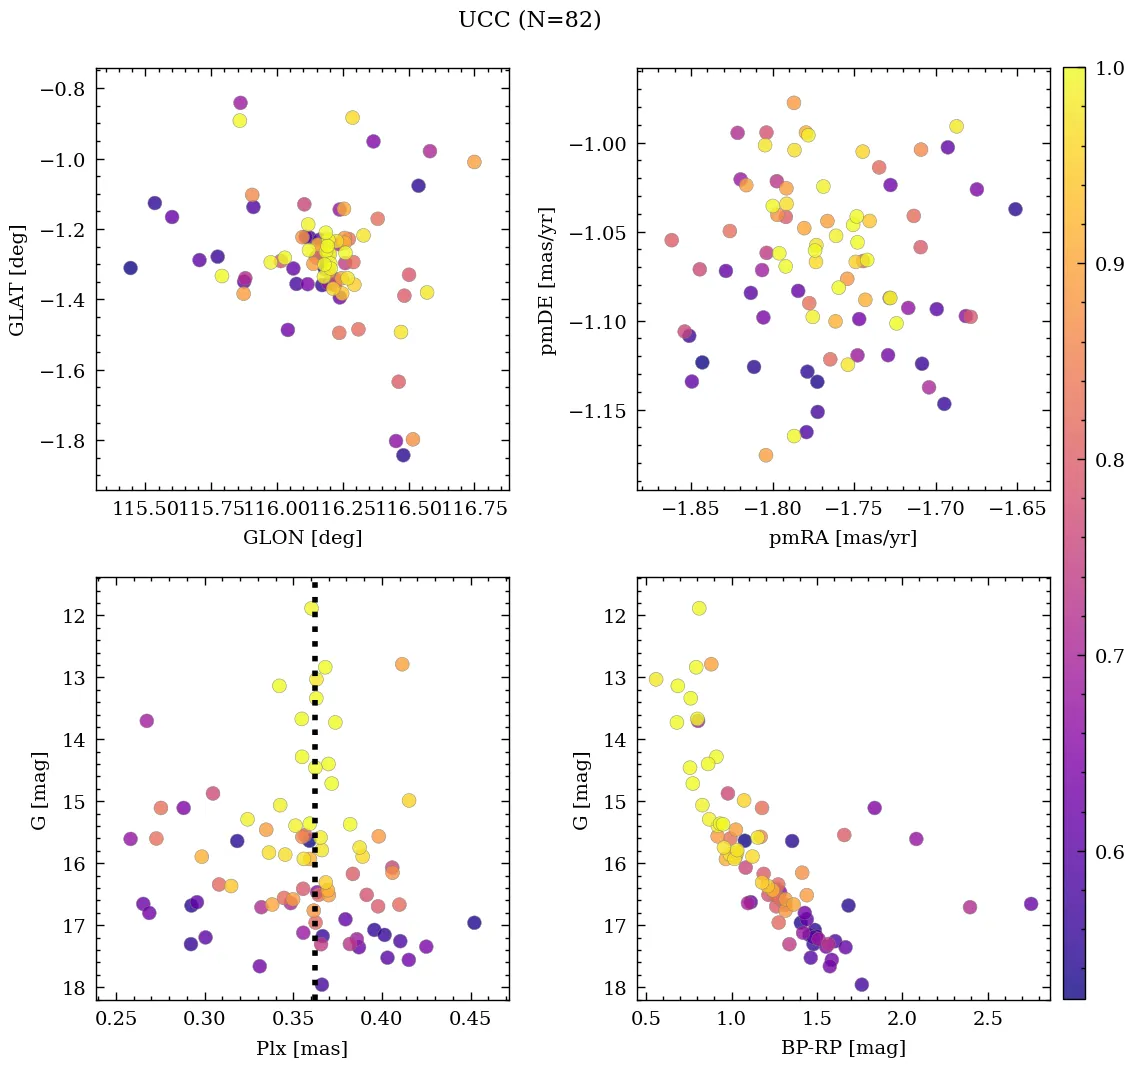 UCC (N=82)
−0.8
−1.0
−1.2
−1.4
−1.6
−1.8
GLAT [deg]
115.50 115.75 116.00 116.25 116.50 116.75
GLON [deg]
−1.00
−1.05
−1.10
−1.15
pmDE [mas/yr]
−1.85 −1.80 −1.75 −1.70 −1.65
pmRA [mas/yr]
12
13
14
15
16
17
18
G [mag]
0.25 0.30 0.35 0.40 0.45
Plx [mas]
12
13
14
15
16
17
18
G [mag]
0.5 1.0 1.5 2.0 2.5
BP-RP [mag]
1.0
0.9
0.8
0.7
0.6